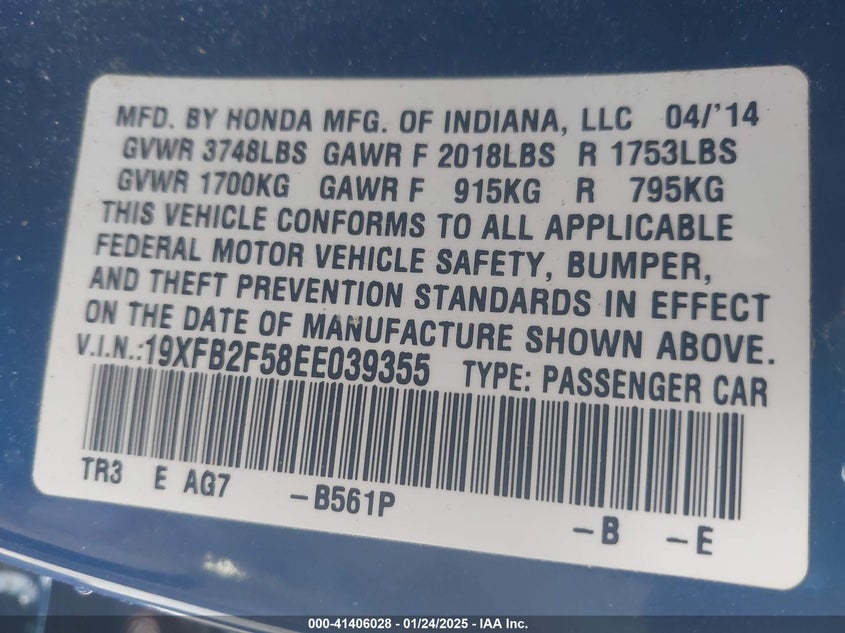 MFD. BY HONDA MFG. OF INDIANA, LLC 04/'14
GVWR 3748LBS GAWR F 2018LBS R 1753LBS
GVWR 1700KG GAWR F 915KG R 795KG
THIS VEHICLE CONFORMS TO ALL APPLICABLE
FEDERAL MOTOR VEHICLE SAFETY, BUMPER,
AND THEFT PREVENTION STANDARDS IN EFFECT
ON THE DATE OF MANUFACTURE SHOWN ABOVE.
V.I.N.:19XFB2F58EE039355 TYPE: PASSENGER CAR
TR3 E AG7 -B561P -B -E
000-41406028 - 01/24/2025 - IAA Inc.